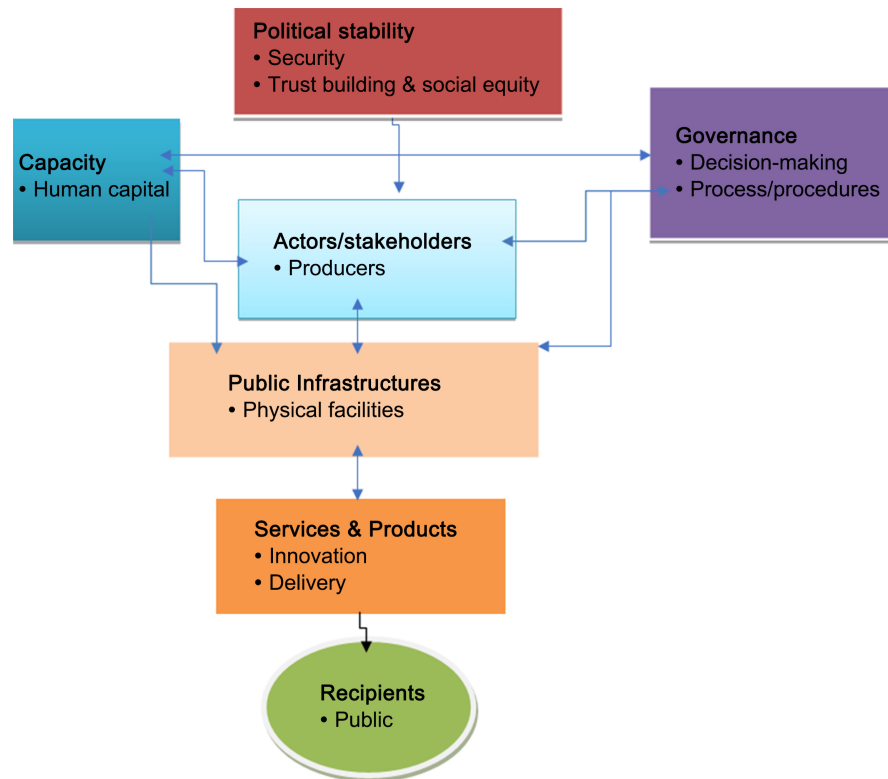 Political stability
• Security
• Trust building & social equity
Capacity
• Human capital
Governance
• Decision-making
• Process/procedures
Actors/stakeholders
• Producers
Public Infrastructures
• Physical facilities
Services & Products
• Innovation
• Delivery
Recipients
• Public